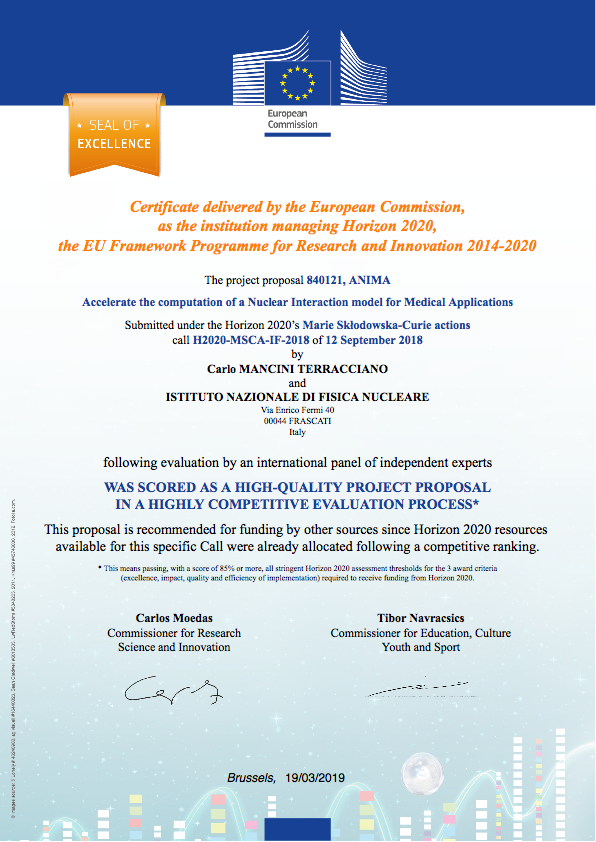 European
Commission
★ SEAL OF ★
EXCELLENCE
Certificate delivered by the European Commission,
as the institution managing Horizon 2020,
the EU Framework Programme for Research and Innovation 2014-2020
The project proposal 840121, ANIMA
Accelerate the computation of a Nuclear Interaction model for Medical Applications
Submitted under the Horizon 2020's Marie Skłodowska-Curie actions
call H2020-MSCA-IF-2018 of 12 September 2018
by
Carlo MANCINI TERRACCIANO
and
ISTITUTO NAZIONALE DI FISICA NUCLEARE
Via Enrico Fermi 40
00044 FRASCATI
Italy
following evaluation by an international panel of independent experts
WAS SCORED AS A HIGH-QUALITY PROJECT PROPOSAL
IN A HIGHLY COMPETITIVE EVALUATION PROCESS*
This proposal is recommended for funding by other sources since Horizon 2020 resources
available for this specific Call were already allocated following a competitive ranking.
* This means passing, with a score of 85% or more, all stringent Horizon 2020 assessment thresholds for the 3 award criteria
(excellence, impact, quality and efficiency of implementation) required to receive funding from Horizon 2020.
Carlos Moedas
Commissioner for Research
Science and Innovation
Tibor Navracsics
Commissioner for Education, Culture
Youth and Sport
Brussels, 19/03/2019